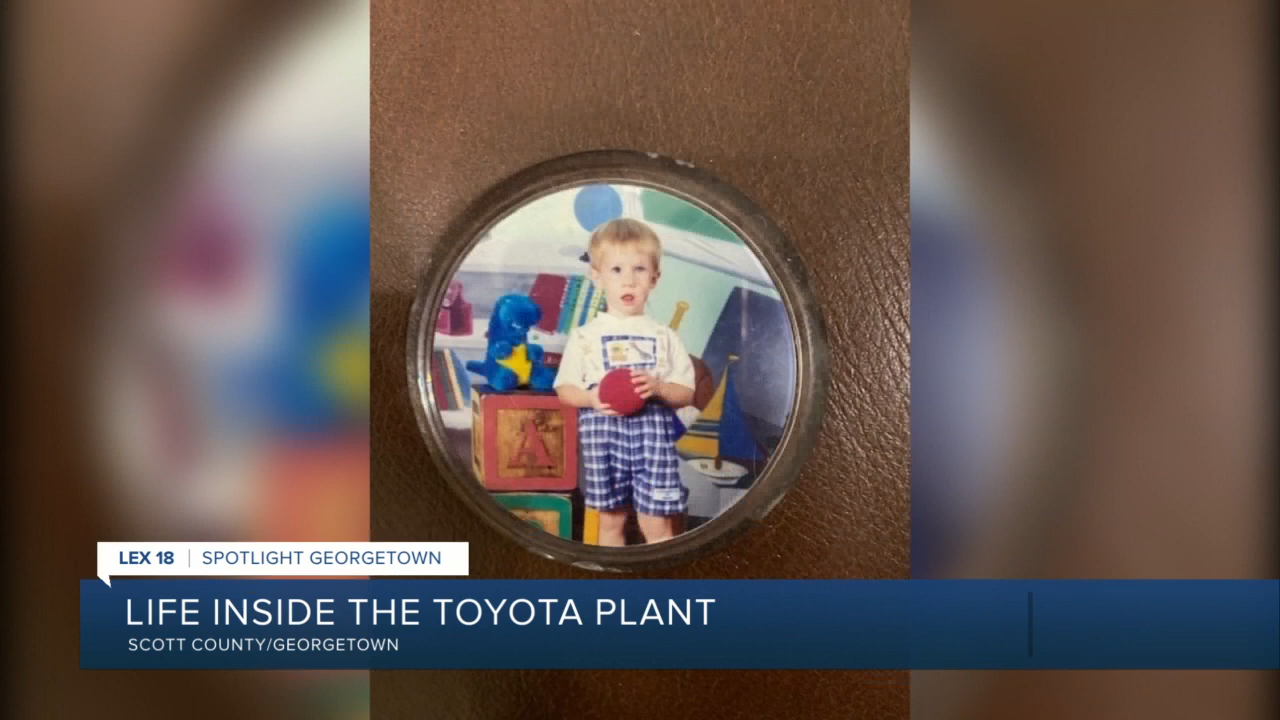 A
LEX 18 | SPOTLIGHT GEORGETOWN
LIFE INSIDE THE TOYOTA PLANT
SCOTT COUNTY/GEORGETOWN